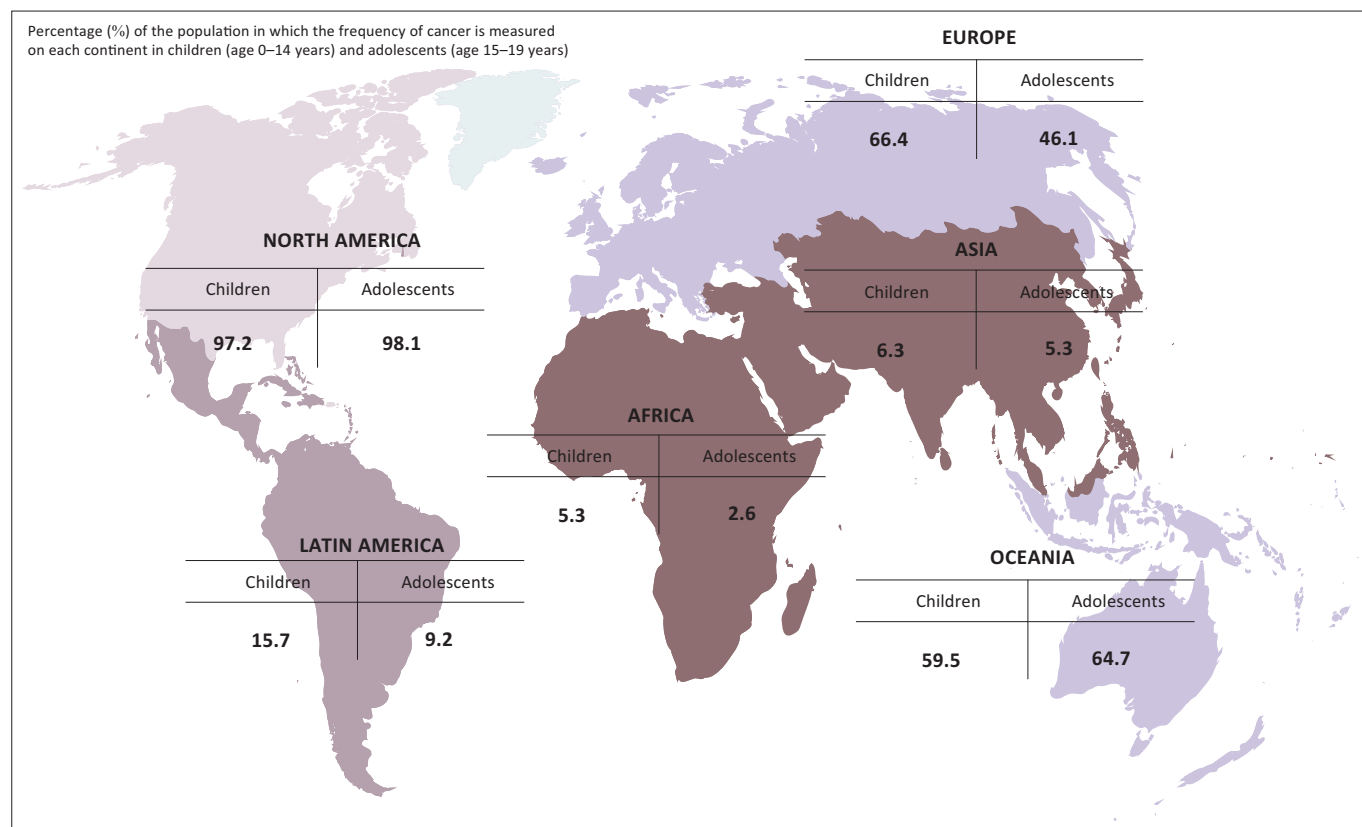 Percentage (%) of the population in which the frequency of cancer is measured
on each continent in children (age 0–14 years) and adolescents (age 15–19 years)
EUROPE
Children Adolescents
66.4 46.1
NORTH AMERICA
Children Adolescents
97.2 98.1
ASIA
Children Adolescents
6.3 5.3
AFRICA
Children Adolescents
5.3 2.6
LATIN AMERICA
Children Adolescents
15.7 9.2
OCEANIA
Children Adolescents
59.5 64.7